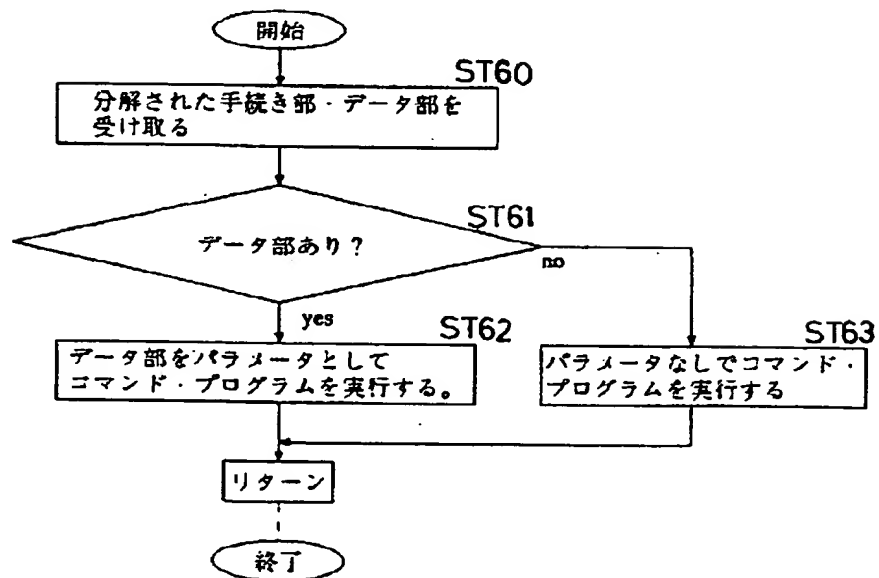 開始
ST60
分解された手続き部・データ部を
受け取る
ST61
データ部あり?
no
yes
ST62
データ部をパラメータとして
コマンド・プログラムを実行する。
ST63
パラメータなしでコマンド・
プログラムを実行する
リターン
終了